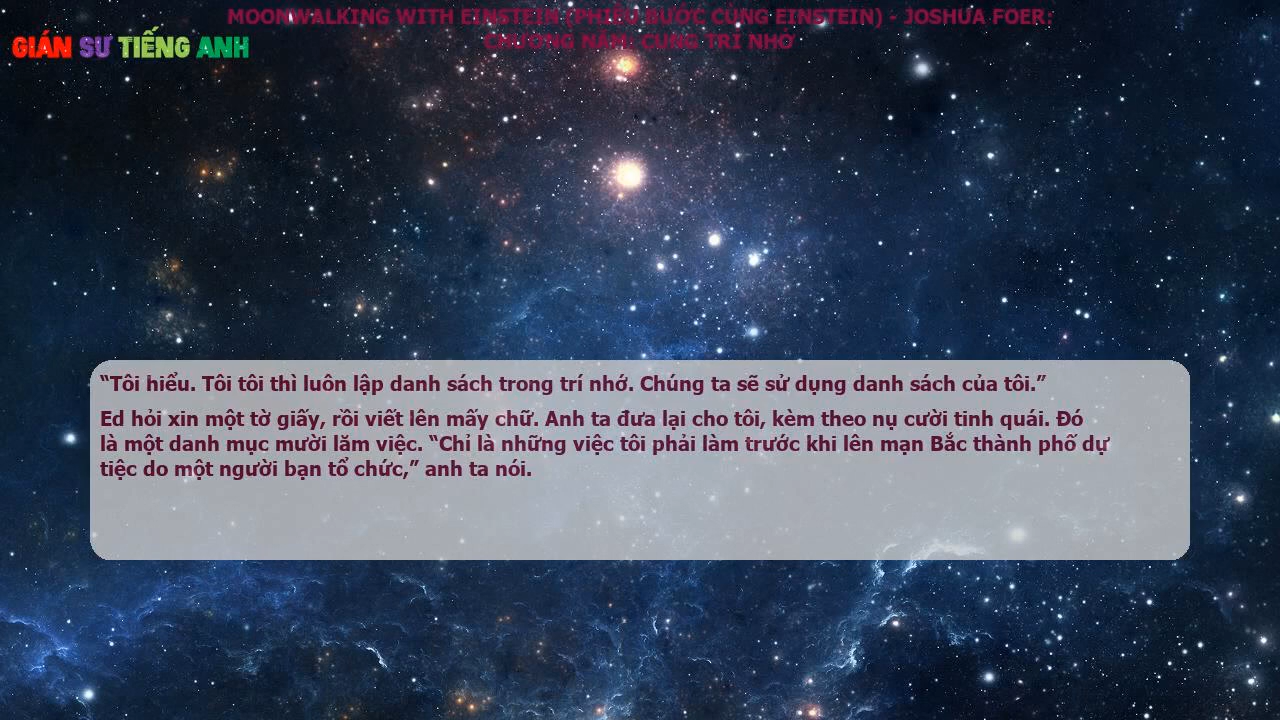 MOONWALKING WITH EINSTEIN (PHIÊU BƯỚC CÙNG EINSTEIN) - JOSHUA FOER:
CHƯƠNG NĂM: CUNG TRÍ NHỚ
GIÁN SỨ TIẾNG ANH
“Tôi hiểu. Tôi tôi thì luôn lập danh sách trong trí nhớ. Chúng ta sẽ sử dụng danh sách của tôi.”
Ed hỏi xin một tờ giấy, rồi viết lên mấy chữ. Anh ta đưa lại cho tôi, kèm theo nụ cười tinh quái. Đó
là một danh mục mười lăm việc. “Chỉ là những việc tôi phải làm trước khi lên mạn Bắc thành phố dự
tiệc do một người bạn tổ chức,” anh ta nói.